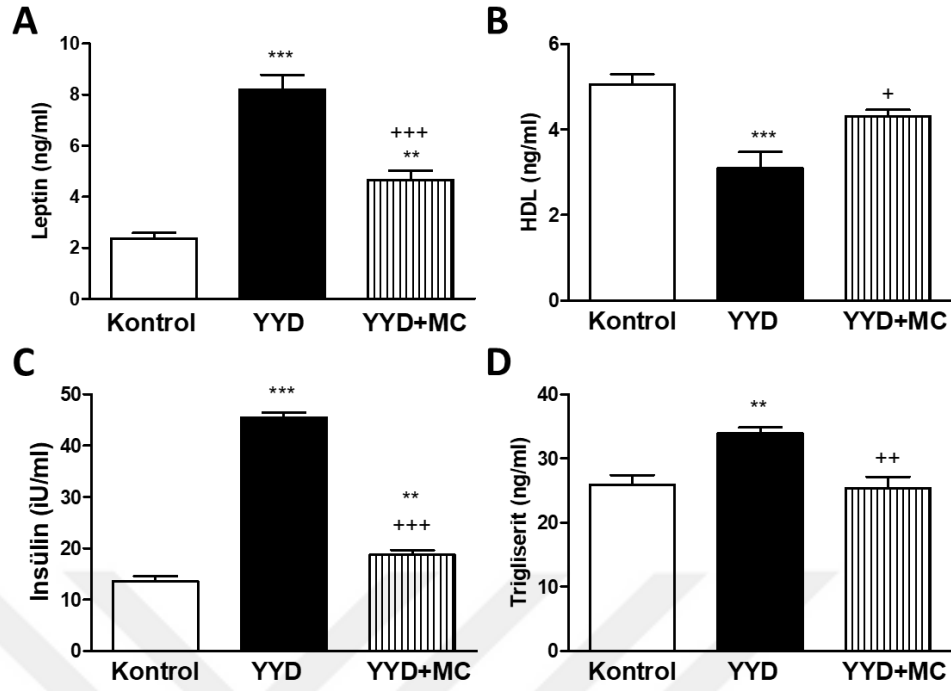 A
Leptin (ng/ml)
10
8
6
4
2
0
***
+++
**
Kontrol YYD YYD+MC
B
HDL (ng/ml)
6
4
2
0
***
+
Kontrol YYD YYD+MC
C
Insülin (iU/ml)
50
40
30
20
10
0
***
**
+++
Kontrol YYD YYD+MC
D
Trigliserit (ng/ml)
40
30
20
10
0
**
++
Kontrol YYD YYD+MC